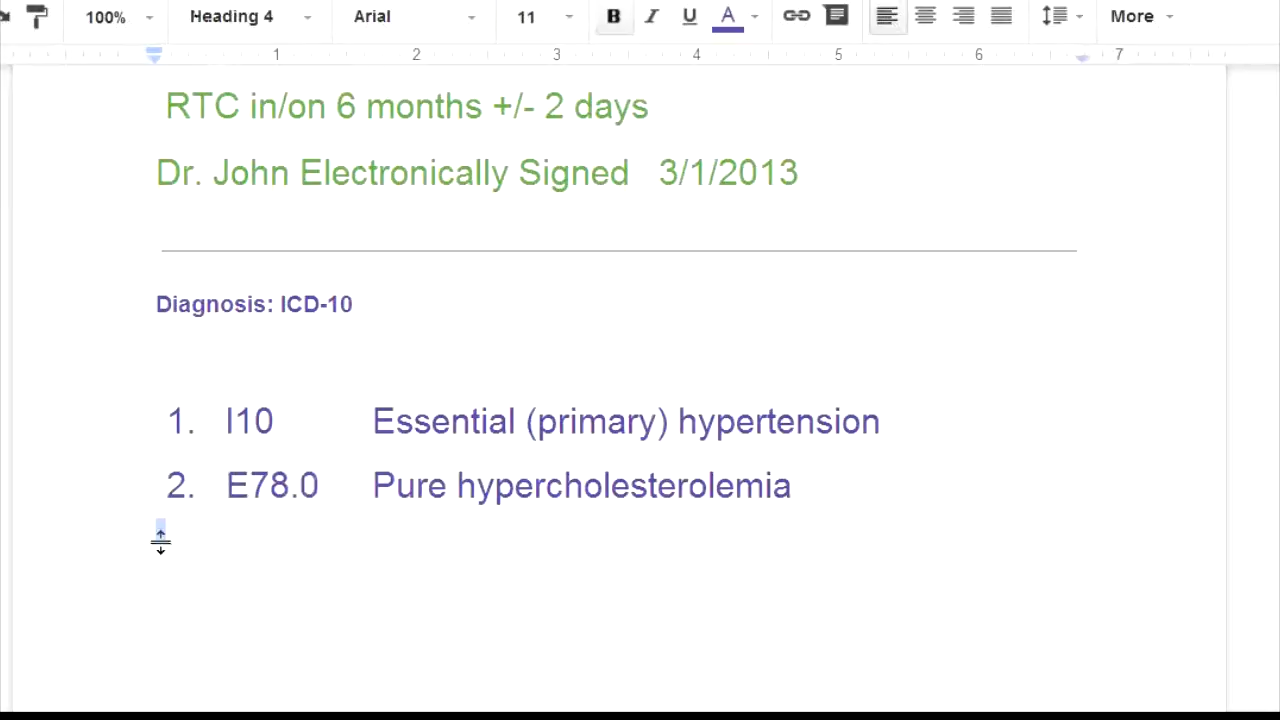 100% Heading 4 Arial 11 B I U A More
1 2 3 4 5 6 7
RTC in/on 6 months +/- 2 days
Dr. John Electronically Signed 3/1/2013
Diagnosis: ICD-10
1. I10 Essential (primary) hypertension
2. E78.0 Pure hypercholesterolemia